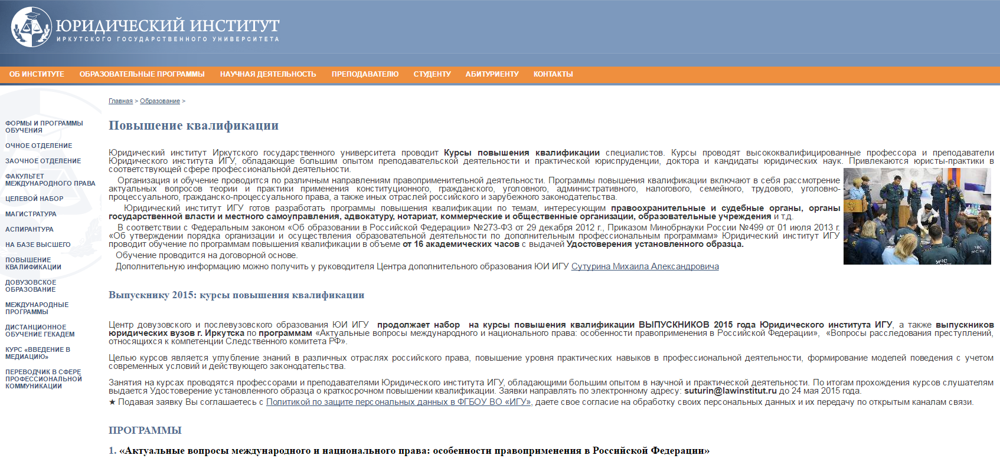 ЮРИДИЧЕСКИЙ ИНСТИТУТ
ИРКУТСКОГО ГОСУДАРСТВЕННОГО УНИВЕРСИТЕТА
ОБ ИНСТИТУТЕ ОБРАЗОВАТЕЛЬНЫЕ ПРОГРАММЫ НАУЧНАЯ ДЕЯТЕЛЬНОСТЬ ПРЕПОДАВАТЕЛЮ СТУДЕНТУ АБИТУРИЕНТУ КОНТАКТЫ
ФОРМЫ И ПРОГРАММЫ
ОБУЧЕНИЯ
ОЧНОЕ ОТДЕЛЕНИЕ
ЗАОЧНОЕ ОТДЕЛЕНИЕ
ФАКУЛЬТЕТ
МЕЖДУНАРОДНОГО ПРАВА
ЦЕЛЕВОЙ НАБОР
МАГИСТРАТУРА
АСПИРАНТУРА
НА БАЗЕ ВЫСШЕГО
ПОВЫШЕНИЕ
КВАЛИФИКАЦИИ
ДОВУЗОВСКОЕ
ОБРАЗОВАНИЕ
МЕЖДУНАРОДНЫЕ
ПРОГРАММЫ
ДИСТАНЦИОННОЕ
ОБУЧЕНИЕ ГЕКАДЕМ
КУРС «ВВЕДЕНИЕ В
МЕДИАЦИЮ»
ПЕРЕВОДЧИК В СФЕРЕ
ПРОФЕССИОНАЛЬНОЙ
КОММУНИКАЦИИ
Главная > Образование >
Повышение квалификации
Юридический институт Иркутского государственного университета проводит Курсы повышения квалификации специалистов. Курсы проводят высококвалифицированные профессора и преподаватели
Юридического института ИГУ, обладающие большим опытом преподавательской деятельности и практической юриспруденции, доктора и кандидаты юридических наук. Привлекаются юристы-практики в
соответствующей сфере профессиональной деятельности.
Организация и обучение проводится по различным направлениям правоприменительной деятельности. Программы повышения квалификации включают в себя рассмотрение
актуальных вопросов теории и практики применения конституционного, гражданского, уголовного, административного, налогового, семейного, трудового, уголовно-
процессуального, гражданско-процессуального права, а также иных отраслей российского и зарубежного законодательства.
Юридический институт ИГУ готов разработать программы повышения квалификации по темам, интересующим правоохранительные и судебные органы, органы
государственной власти и местного самоуправления, адвокатуру, нотариат, коммерческие и общественные организации, образовательные учреждения и т.д.
В соответствии с Федеральным законом «Об образовании в Российской Федерации» №273-ФЗ от 29 декабря 2012 г., Приказом Минобрнауки России №499 от 01 июля 2013 г.
«Об утверждении порядка организации и осуществления образовательной деятельности по дополнительным профессиональным программам» Юридический институт ИГУ
проводит обучение по программам повышения квалификации в объеме от 16 академических часов с выдачей Удостоверения установленного образца.
Обучение проводится на договорной основе.
Дополнительную информацию можно получить у руководителя Центра дополнительного образования ЮИ ИГУ Сутурина Михаила Александровича
МЧС
РОССИИ
Выпускнику 2015: курсы повышения квалификации
Центр довузовского и послевузовского образования ЮИ ИГУ продолжает набор на курсы повышения квалификации ВЫПУСКНИКОВ 2015 года Юридического института ИГУ, а также выпускников
юридических вузов г. Иркутска по программам «Актуальные вопросы международного и национального права: особенности правоприменения в Российской Федерации», «Вопросы расследования преступлений,
относящихся к компетенции Следственного комитета РФ».
Целью курсов является углубление знаний в различных отраслях российского права, повышение уровня практических навыков в профессиональной деятельности, формирование моделей поведения с учетом
современных условий и действующего законодательства.
Занятия на курсах проводятся профессорами и преподавателями Юридического института ИГУ, обладающими большим опытом в научной и практической деятельности. По итогам прохождения курсов слушателям
выдается Удостоверение установленного образца о краткосрочном повышении квалификации. Заявки направлять по электронному адресу: suturin@lawinstitut.ru до 24 мая 2015 года.
★ Подавая заявку Вы соглашаетесь с Политикой по защите персональных данных в ФГБОУ ВО «ИГУ», даете свое согласие на обработку своих персональных данных и их передачу по открытым каналам связи.
ПРОГРАММЫ
1. «Актуальные вопросы международного и национального права: особенности правоприменения в Российской Федерации»